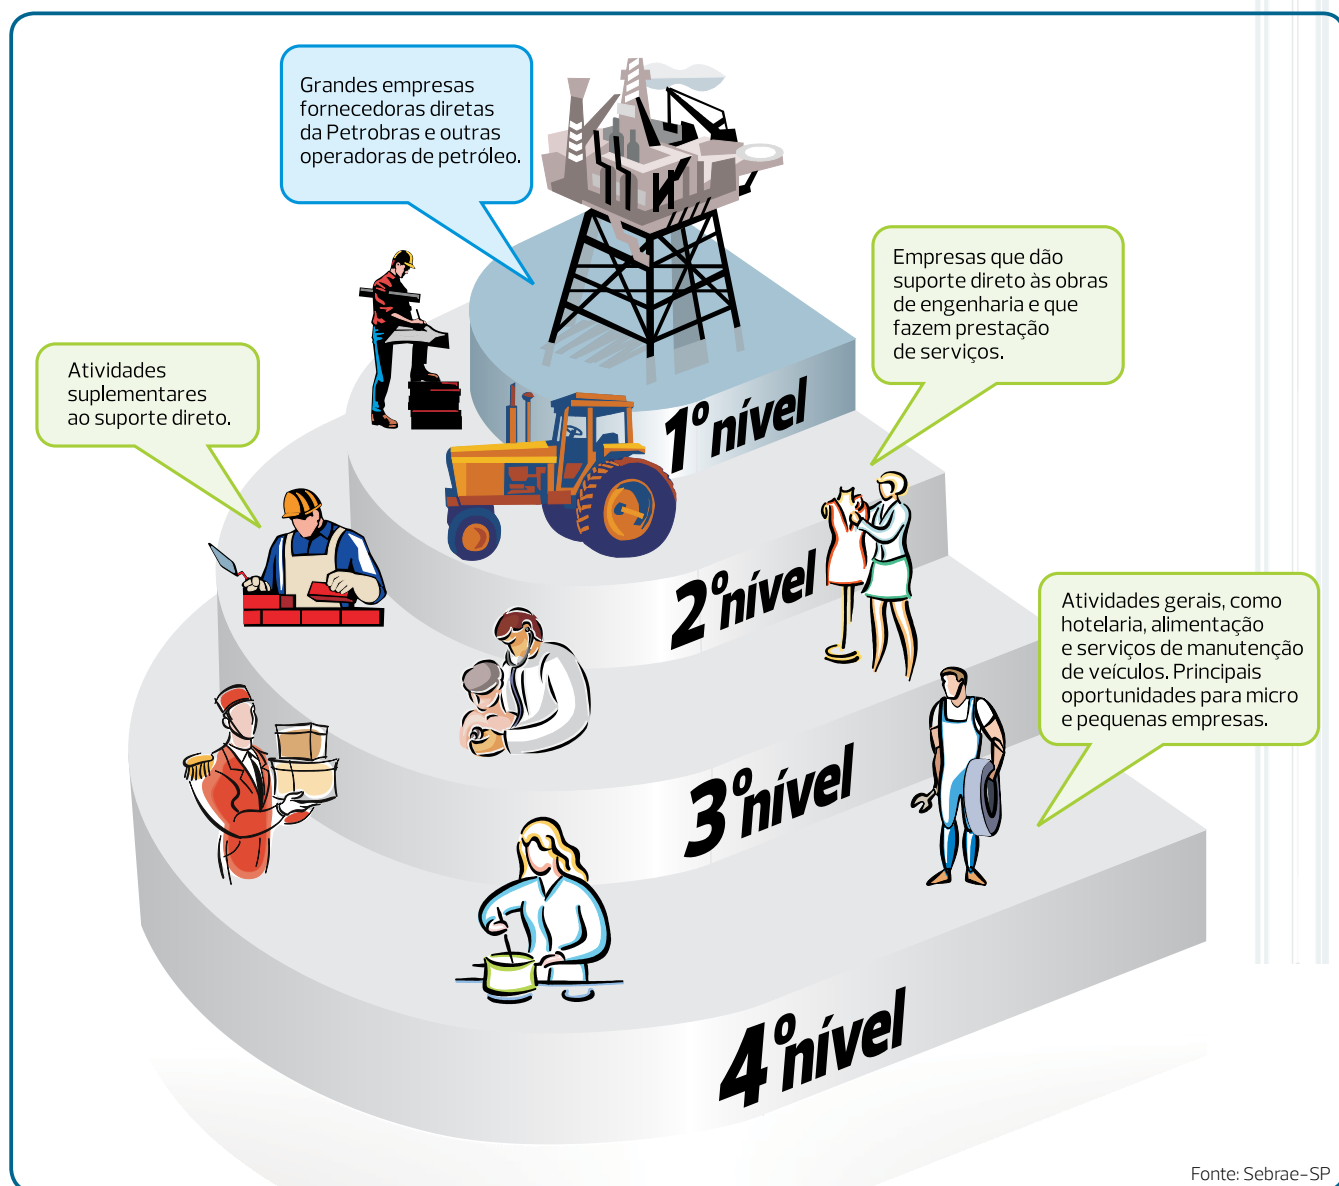 Grandes empresas
fornecedoras diretas
da Petrobras e outras
operadoras de petróleo.
Empresas que dão
suporte direto às obras
de engenharia e que
fazem prestação
de serviços.
Atividades
suplementares
ao suporte direto.
1º nível
2º nível
Atividades gerais, como
hotelaria, alimentação
e serviços de manutenção
de veículos. Principais
oportunidades para micro
e pequenas empresas.
3º nível
4º nível
Fonte: Sebrae-SP